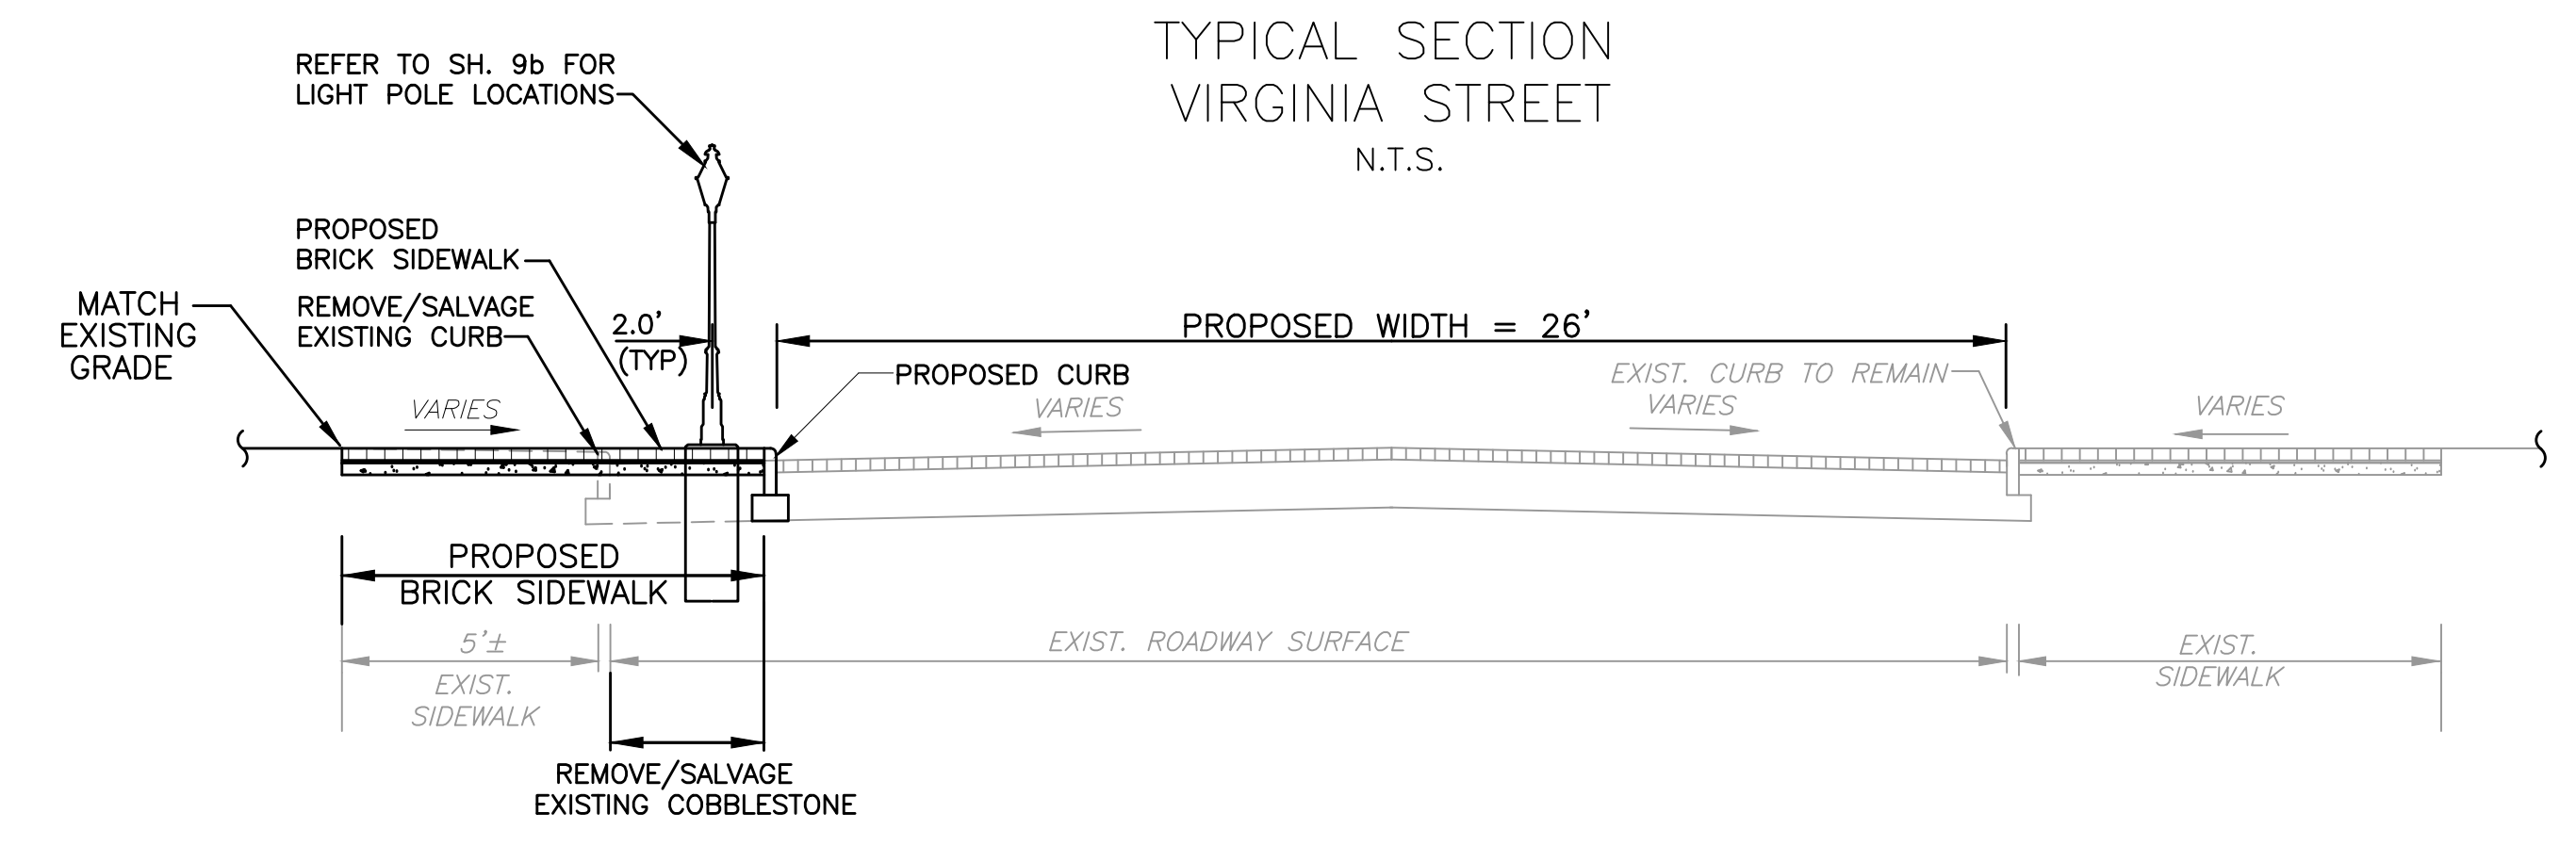 TYPICAL SECTION
VIRGINIA STREET
N.T.S.
REFER TO SH. 9b FOR
LIGHT POLE LOCATIONS
PROPOSED
BRICK SIDEWALK
MATCH
EXISTING
GRADE
REMOVE/SALVAGE
EXISTING CURB
2.0'
(TYP)
PROPOSED WIDTH = 26'
PROPOSED CURB
EXIST. CURB TO REMAIN
VARIES
VARIES
VARIES
VARIES
PROPOSED
BRICK SIDEWALK
5'±
EXIST.
SIDEWALK
EXIST. ROADWAY SURFACE
EXIST.
SIDEWALK
REMOVE/SALVAGE
EXISTING COBBLESTONE